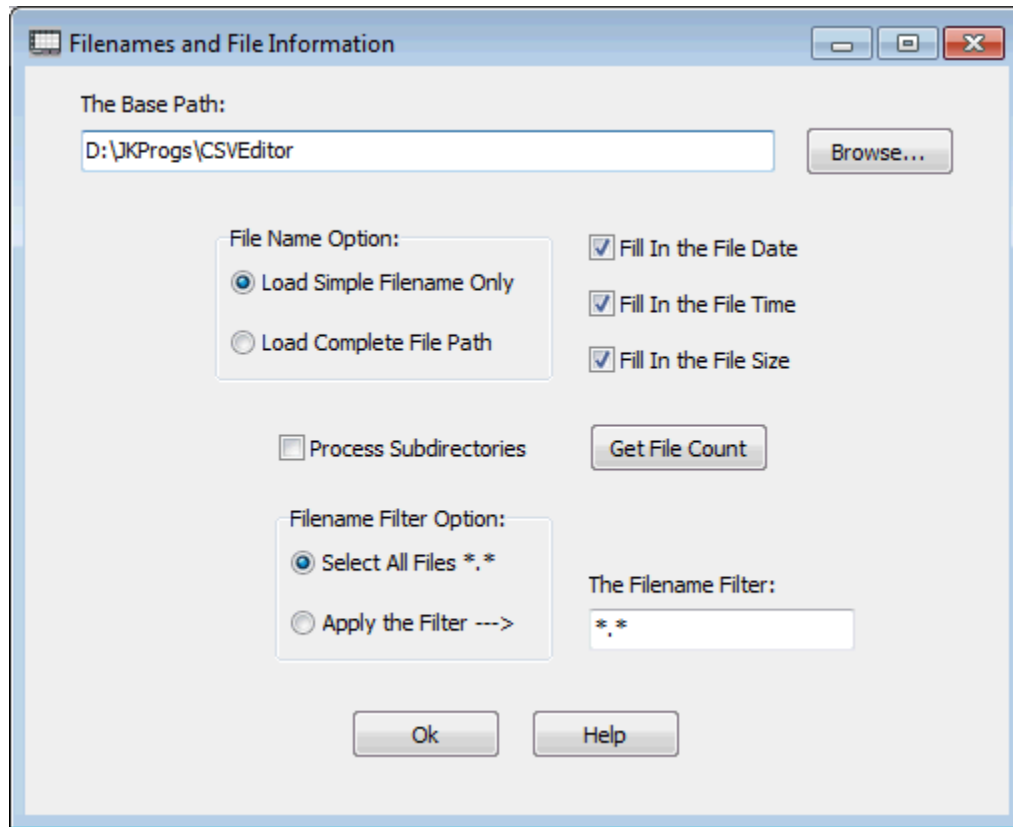 Filenames and File Information
The Base Path:
D:\JKProgs\CSVEditor
Browse...
File Name Option:
Load Simple Filename Only
Load Complete File Path
Fill In the File Date
Fill In the File Time
Fill In the File Size
Process Subdirectories
Get File Count
Filename Filter Option:
Select All Files *.*
Apply the Filter --->
The Filename Filter:
*.*
Ok
Help